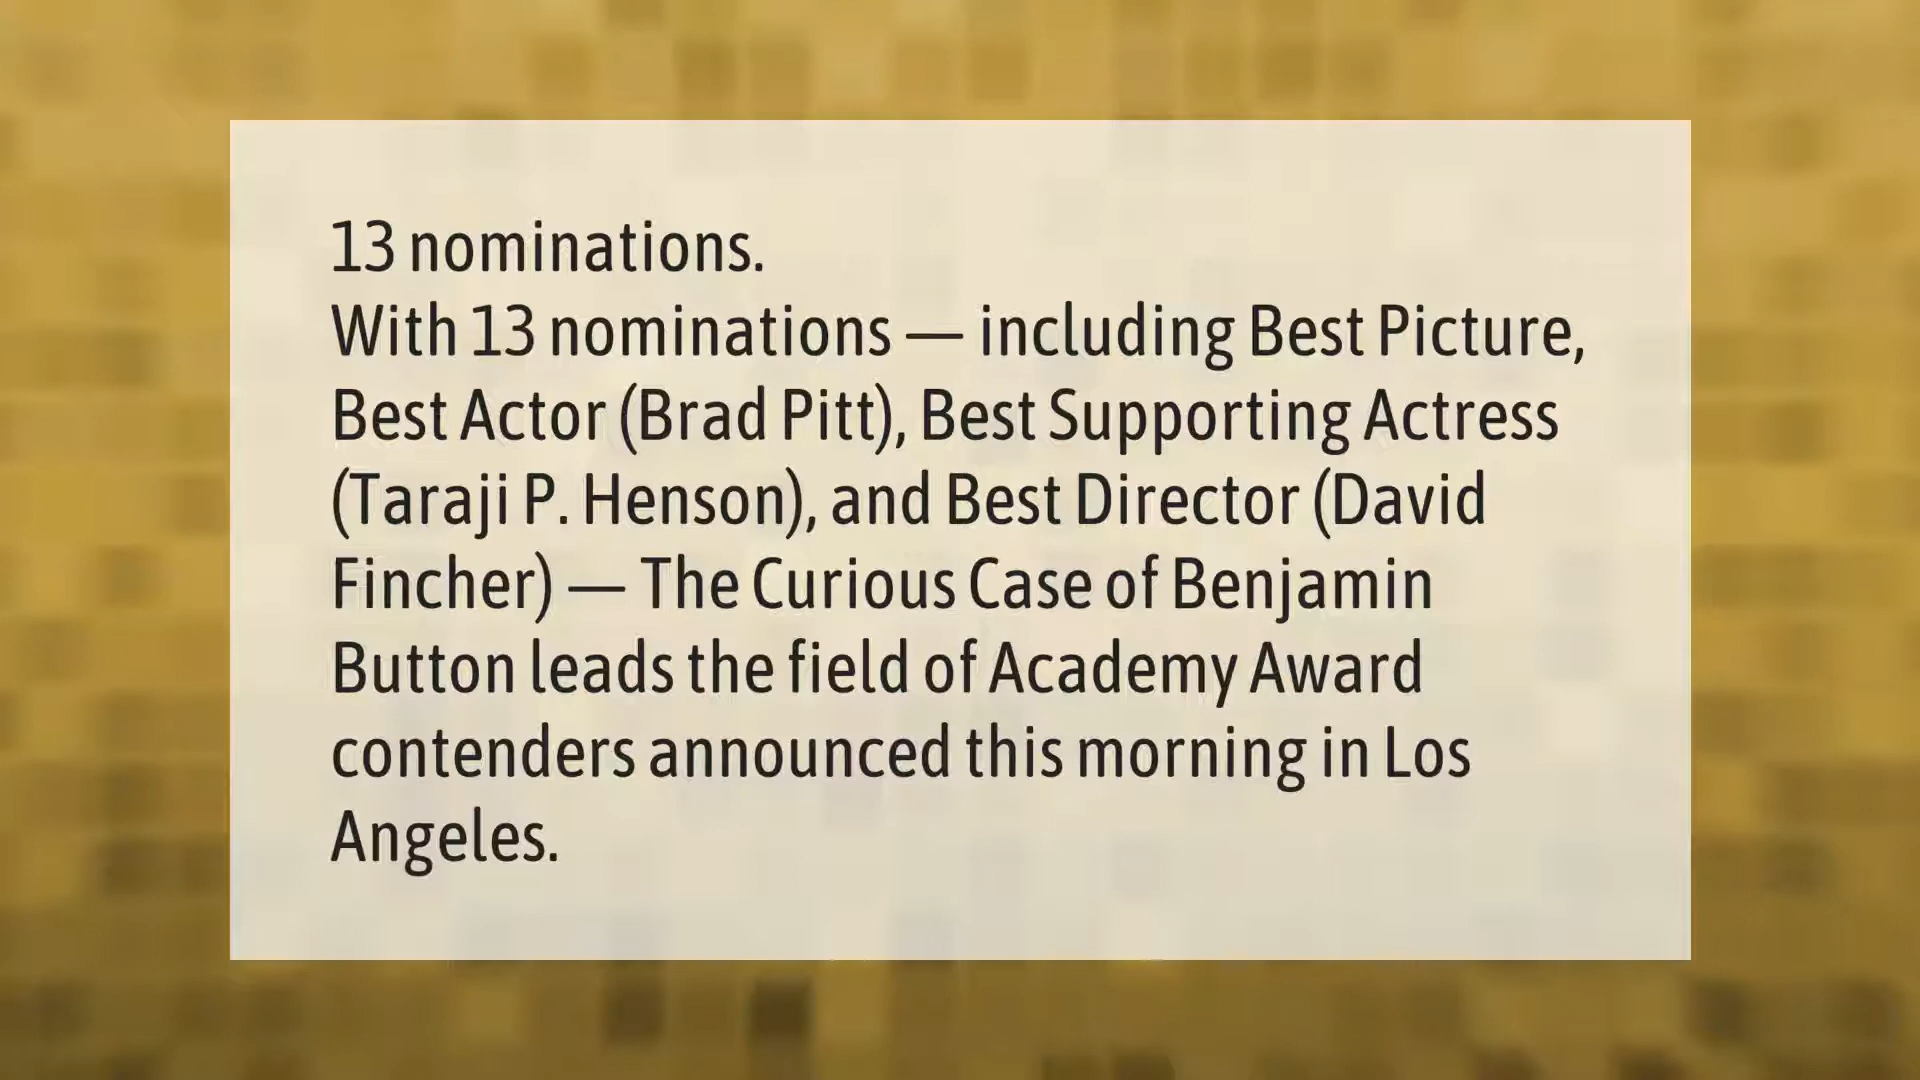 13 nominations.
With 13 nominations — including Best Picture,
Best Actor (Brad Pitt), Best Supporting Actress
(Taraji P. Henson), and Best Director (David
Fincher) — The Curious Case of Benjamin
Button leads the field of Academy Award
contenders announced this morning in Los
Angeles.